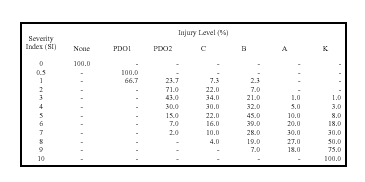 Injury Level (%)
Severity
Index (SI) None PDO1 PDO2 C B A K
0 100.0 - - - - - -
0.5 - 100.0 - - - - -
1 - 66.7 23.7 7.3 2.3 - -
2 - - 71.0 22.0 7.0 - -
3 - - 43.0 34.0 21.0 1.0 1.0
4 - - 30.0 30.0 32.0 5.0 3.0
5 - - 15.0 22.0 45.0 10.0 8.0
6 - - 7.0 16.0 39.0 20.0 18.0
7 - - 2.0 10.0 28.0 30.0 30.0
8 - - - 4.0 19.0 27.0 50.0
9 - - - - 7.0 18.0 75.0
10 - - - - - - 100.0